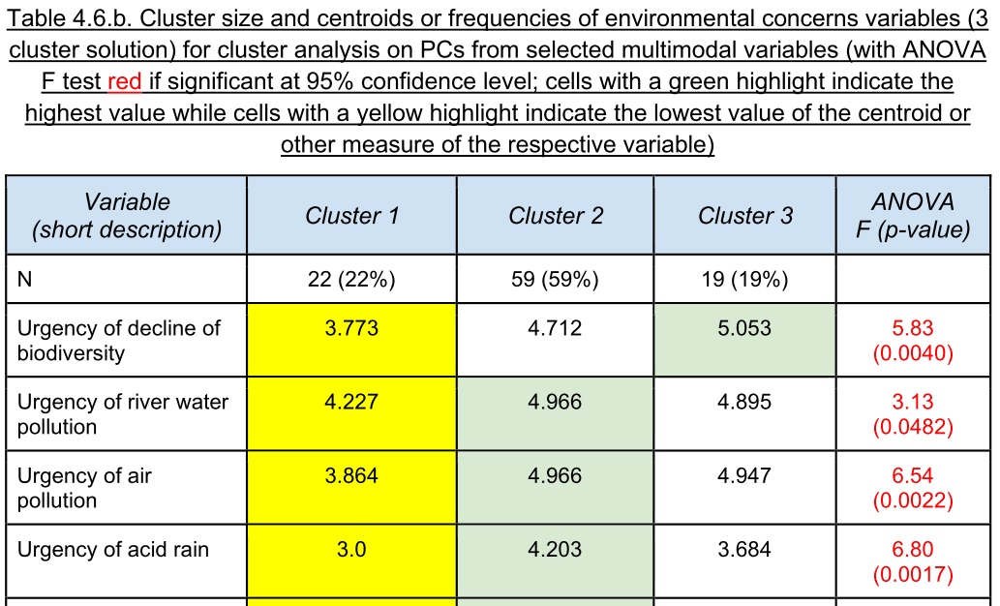 Table 4.6.b. Cluster size and centroids or frequencies of environmental concerns variables (3
cluster solution) for cluster analysis on PCs from selected multimodal variables (with ANOVA
F test red if significant at 95% confidence level; cells with a green highlight indicate the
highest value while cells with a yellow highlight indicate the lowest value of the centroid or
other measure of the respective variable)
Variable
(short description)
Cluster 1
Cluster 2
Cluster 3
ANOVA
F (p-value)
N
22 (22%)
59 (59%)
19 (19%)
Urgency of decline of
biodiversity
3.773
4.712
5.053
5.83
(0.0040)
Urgency of river water
pollution
4.227
4.966
4.895
3.13
(0.0482)
Urgency of air
pollution
3.864
4.966
4.947
6.54
(0.0022)
Urgency of acid rain
3.0
4.203
3.684
6.80
(0.0017)